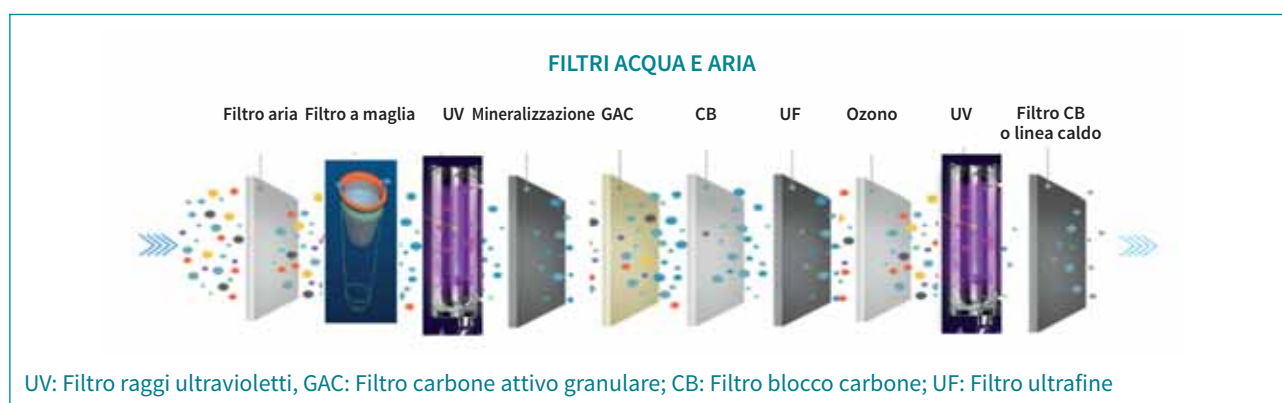 FILTRI ACQUA E ARIA
Filtro aria Filtro a maglia UV Mineralizzazione GAC CB UF Ozono UV Filtro CB
o linea caldo
UV: Filtro raggi ultravioletti, GAC: Filtro carbone attivo granulare; CB: Filtro blocco carbone; UF: Filtro ultrafine